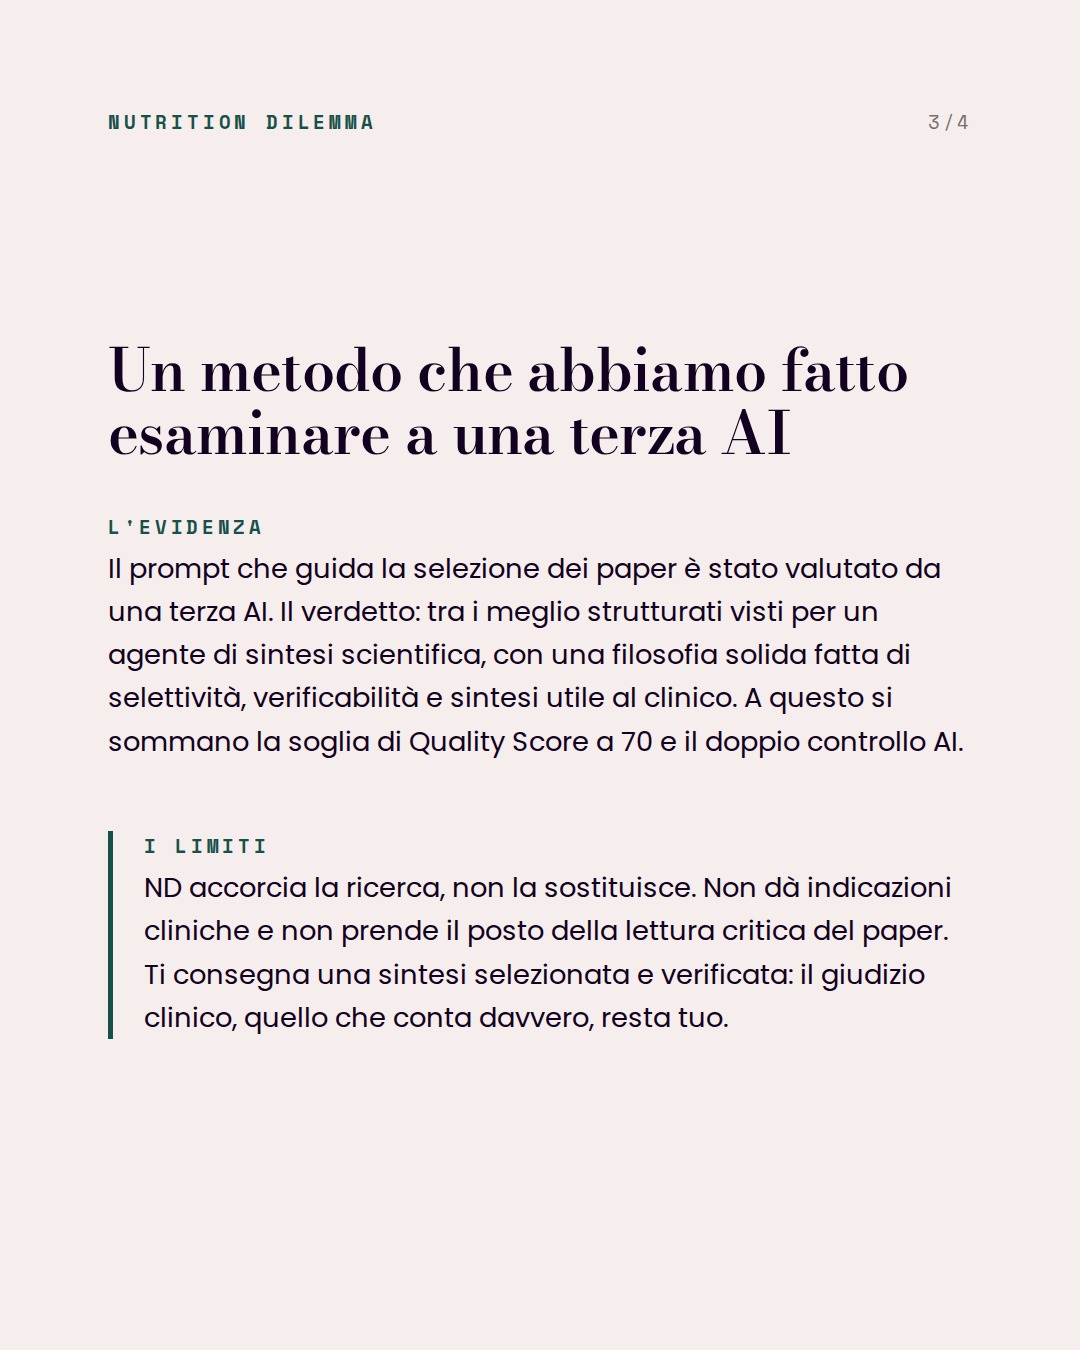 NUTRITION DILEMMA
3/4
Un metodo che abbiamo fatto
esaminare a una terza AI
L'EVIDENZA
Il prompt che guida la selezione dei paper è stato valutato da
una terza AI. Il verdetto: tra i meglio strutturati visti per un
agente di sintesi scientifica, con una filosofia solida fatta di
selettività, verificabilità e sintesi utile al clinico. A questo si
sommano la soglia di Quality Score a 70 e il doppio controllo AI.
I LIMITI
ND accorcia la ricerca, non la sostituisce. Non dà indicazioni
cliniche e non prende il posto della lettura critica del paper.
Ti consegna una sintesi selezionata e verificata: il giudizio
clinico, quello che conta davvero, resta tuo.